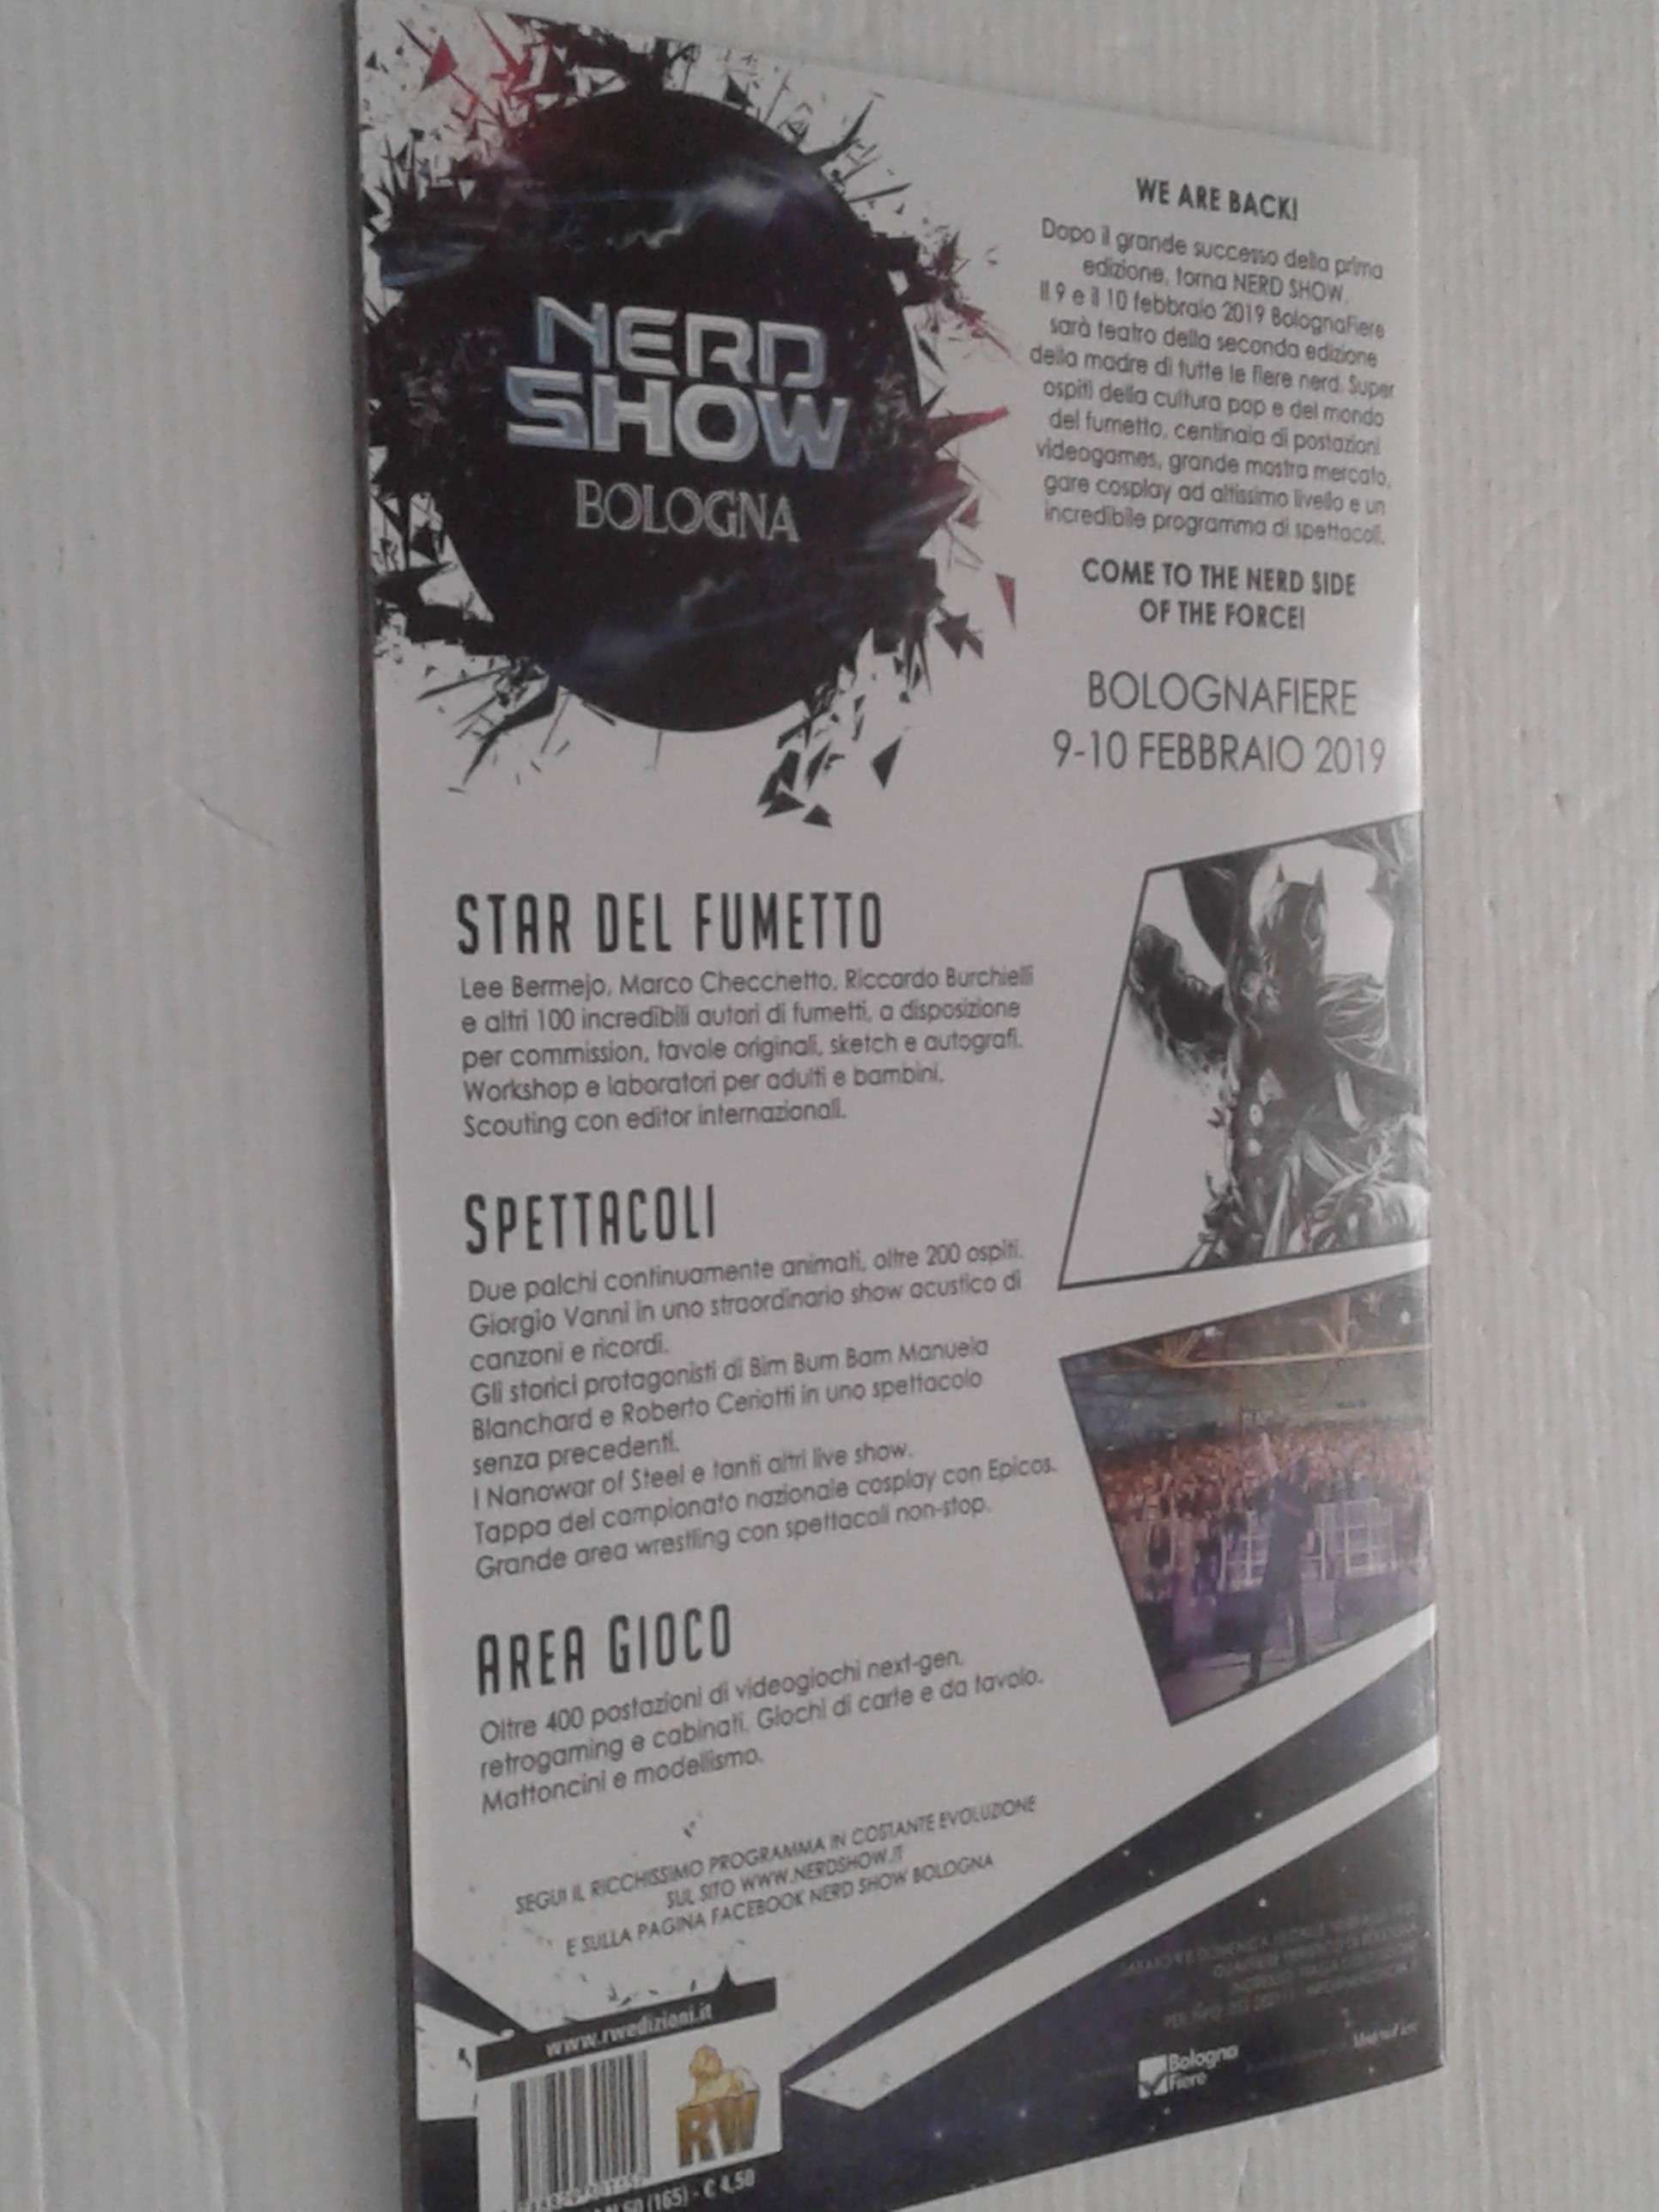 NERD
SHOW
BOLOGNA
WE ARE BACK!
Dopo il grande successo della prima
edizione, torna NERD SHOW.
Il 9 e il 10 febbraio 2019 BolognaFiere
sarà teatro della seconda edizione
della madre di tutte le fiere nerd. Super
ospiti della cultura pop e del mondo
del fumetto, centinaia di postazioni
videogames, grande mostra mercato,
gare cosplay ad altissimo livello e un
incredibile programma di spettacoli.
COME TO THE NERD SIDE
OF THE FORCE!
BOLOGNAFIERE
9-10 FEBBRAIO 2019
STAR DEL FUMETTO
Lee Bermejo, Marco Checchetto, Riccardo Burchielli
e altri 100 incredibili autori di fumetti, a disposizione
per commission, tavole originali, sketch e autografi.
Workshop e laboratori per adulti e bambini.
Scouting con editor internazionali.
SPETTACOLI
Due palchi continuamente animati, oltre 200 ospiti.
Giorgio Vanni in uno straordinario show acustico di
canzoni e ricordi.
Gli storici protagonisti di Bim Bum Bam Manuela
Blanchard e Roberto Ceriotti in uno spettacolo
senza precedenti.
I Nanowar of Steel e tanti altri live show.
Tappa del campionato nazionale cosplay con Epicos.
Grande area wrestling con spettacoli non-stop.
AREA GIOCO
Oltre 400 postazioni di videogiochi next-gen,
retrogaming e cabinati. Giochi di carte e da tavolo.
Mattoncini e modellismo.
SEGUI IL RICCHISSIMO PROGRAMMA IN COSTANTE EVOLUZIONE
SUL SITO WWW.NERDSHOW.IT
E SULLA PAGINA FACEBOOK NERD SHOW BOLOGNA
www.rwedizioni.it
RW
50 (165) - € 4,50
Bologna
Fiere